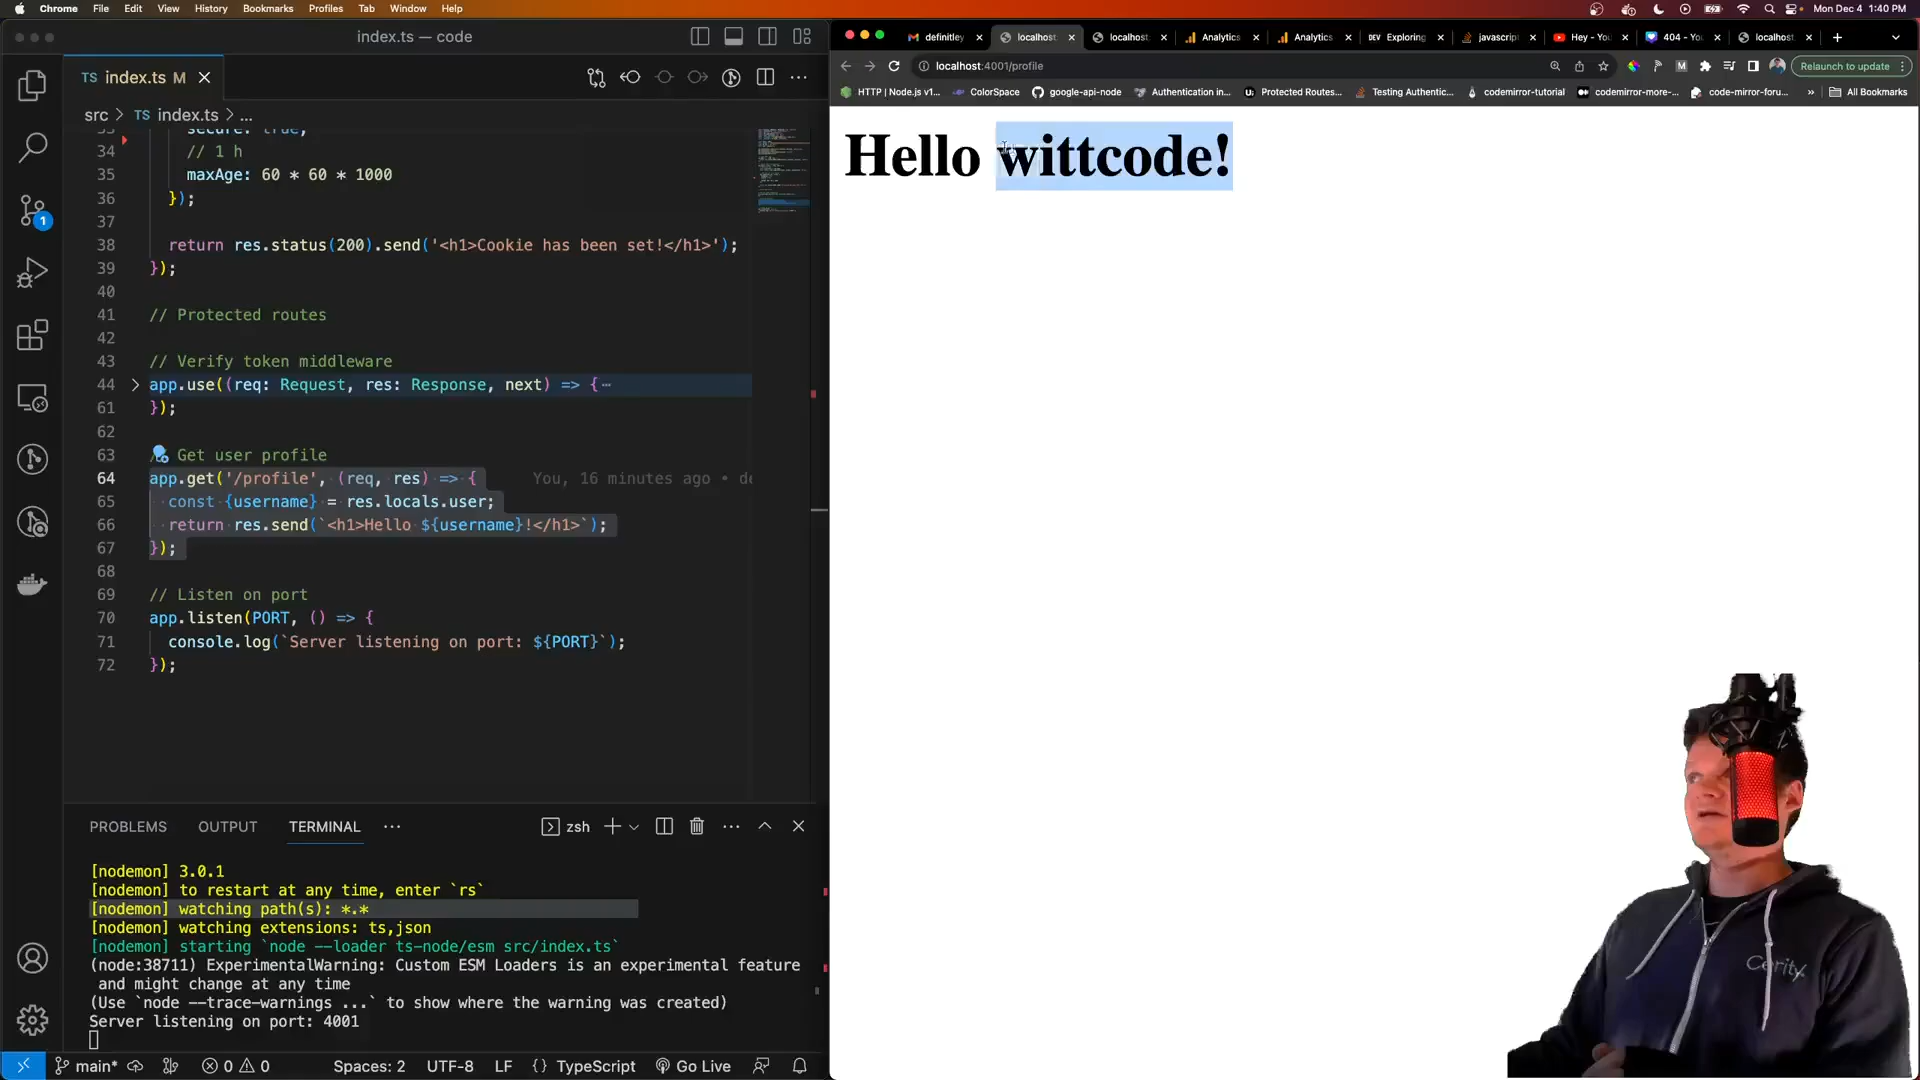 Chrome File Edit View History Bookmarks Profiles Tab Window Help Mon Dec 4 1:40 PM
index.ts — code
TS index.ts M
src > TS index.ts > ...
secure: true,
34 // 1 h
35 maxAge: 60 * 60 * 1000
36 });
37
38 return res.status(200).send('<h1>Cookie has been set!</h1>');
39 });
40
41 // Protected routes
42
43 // Verify token middleware
44 app.use((req: Request, res: Response, next) => {
61 });
62
63 / Get user profile
64 app.get('/profile', (req, res) => { You, 16 minutes ago • de
65 const {username} = res.locals.user;
66 return res.send(`<h1>Hello ${username}!</h1>`);
67 });
68
69 // Listen on port
70 app.listen(PORT, () => {
71 console.log(`Server listening on port: ${PORT}`);
72 });
1
PROBLEMS OUTPUT TERMINAL zsh
[nodemon] 3.0.1
[nodemon] to restart at any time, enter `rs`
[nodemon] watching path(s): *.*
[nodemon] watching extensions: ts,json
[nodemon] starting `node --loader ts-node/esm src/index.ts`
(node:38711) ExperimentalWarning: Custom ESM Loaders is an experimental feature
and might change at any time
(Use `node --trace-warnings ...` to show where the warning was created)
Server listening on port: 4001
main* 0 0 Spaces: 2 UTF-8 LF {} TypeScript Go Live
definitley localhost: localhost: Analytics Analytics DEV Exploring javascript Hey - You 404 - You localhost:
localhost:4001/profile
Relaunch to update
HTTP | Node.js v1... ColorSpace google-api-node Authentication in... Protected Routes... Testing Authentic... codemirror-tutorial codemirror-more-... code-mirror-foru... » All Bookmarks
Hello wittcode!
Cerity